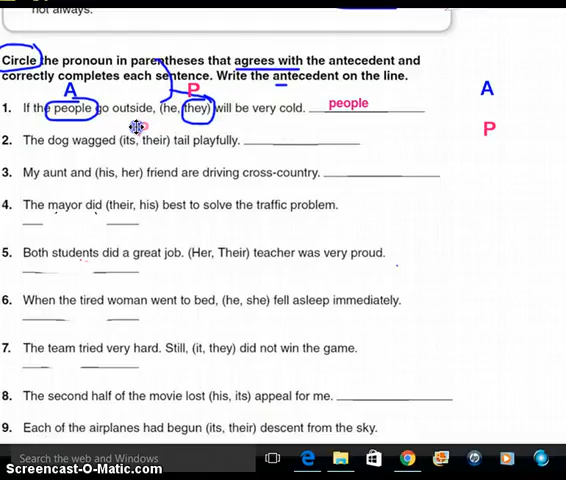 not always.
Circle the pronoun in parentheses that agrees with the antecedent and
correctly completes each sentence. Write the antecedent on the line.
A P
1. If the people go outside, (he, they) will be very cold. people
A
P
P
2. The dog wagged (its, their) tail playfully.
3. My aunt and (his, her) friend are driving cross-country.
4. The mayor did (their, his) best to solve the traffic problem.
5. Both students did a great job. (Her, Their) teacher was very proud.
6. When the tired woman went to bed, (he, she) fell asleep immediately.
7. The team tried very hard. Still, (it, they) did not win the game.
8. The second half of the movie lost (his, its) appeal for me.
9. Each of the airplanes had begun (its, their) descent from the sky.
Search the web and Windows
Screencast-O-Matic.com